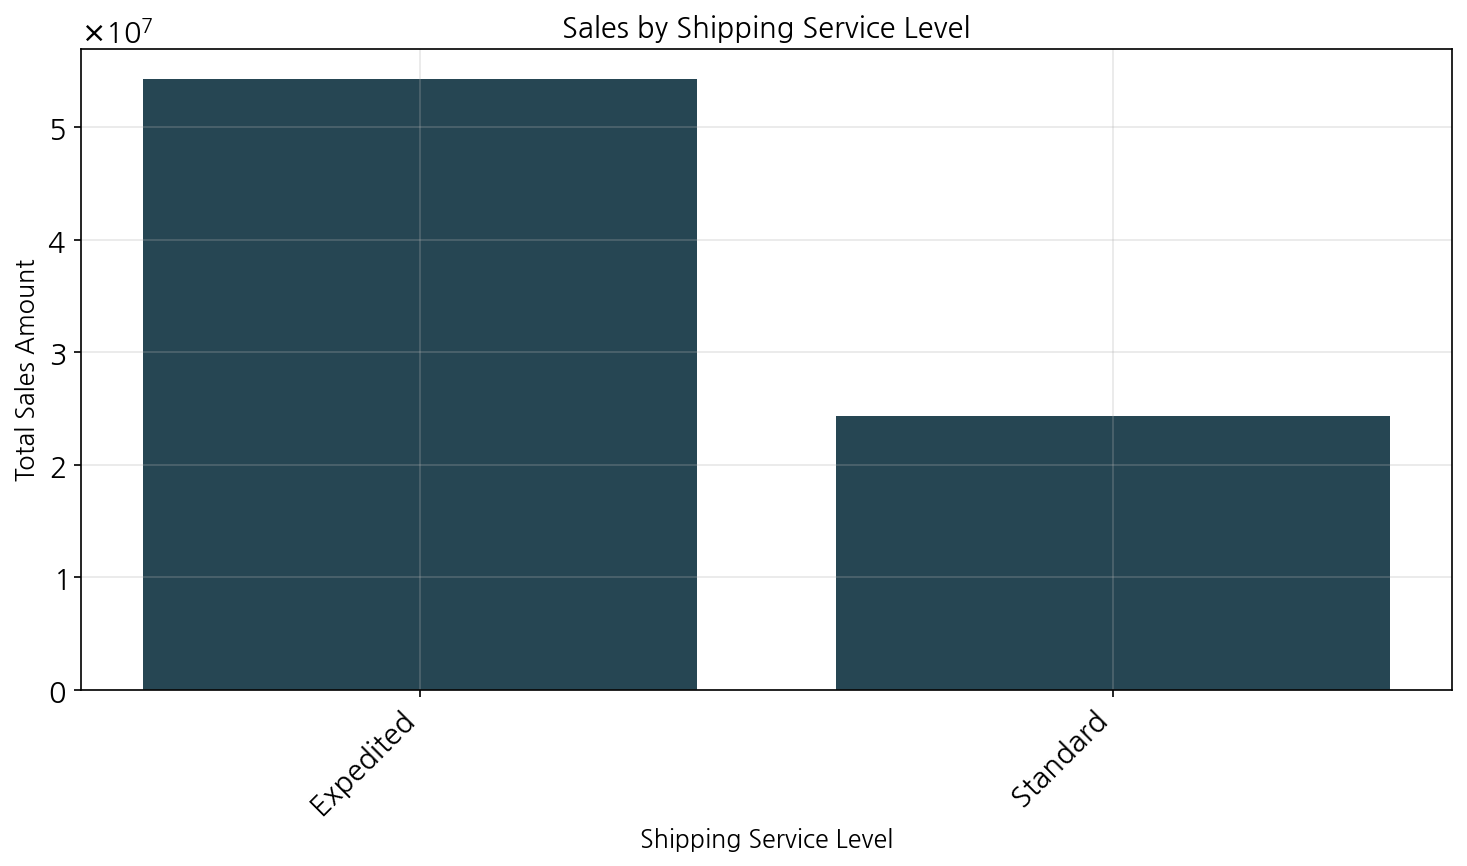 Sales by Shipping Service Level
×10⁷
5
4
3
2
1
0
Total Sales Amount
Expedited
Standard
Shipping Service Level